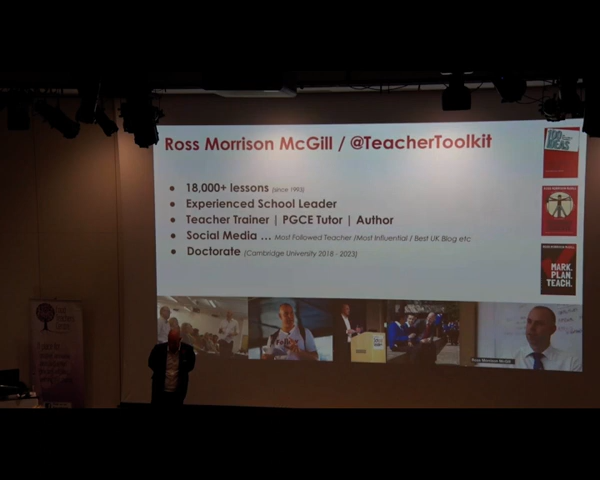 Ross Morrison McGill / @TeacherToolkit
18,000+ lessons (since 1993)
Experienced School Leader
Teacher Trainer | PGCE Tutor | Author
Social Media ... Most Followed Teacher /Most Influential / Best UK Blog etc
Doctorate (Cambridge University 2018 - 2023)
100
IDEAS
MARK.
PLAN.
TEACH.
Ross Morrison McGill